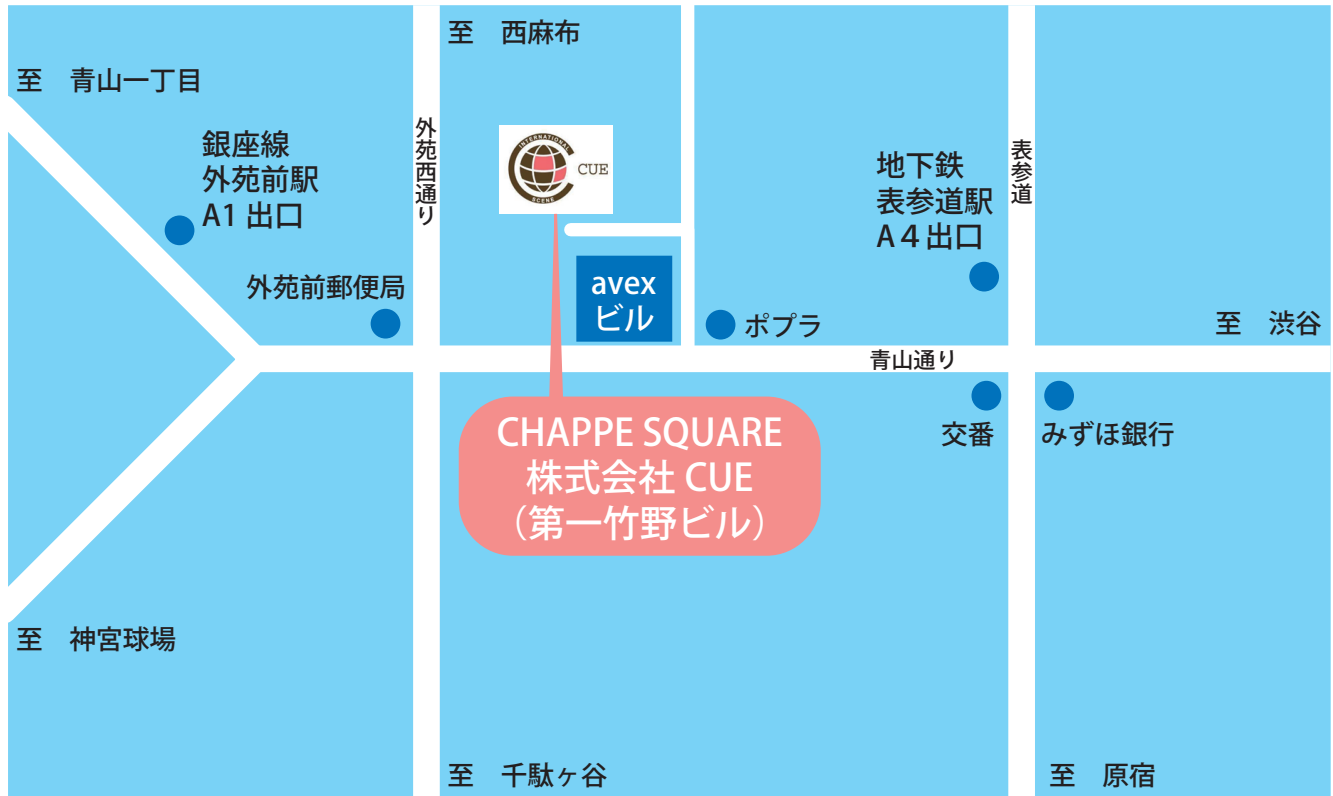 至　西麻布
至　青山一丁目
銀座線
外苑前駅
A1 出口
外苑西通り
INTERNATIONAL
CUE
SCENE
地下鉄
表参道駅
A４出口
表参道
外苑前郵便局
avex
ビル
ポプラ
至　渋谷
青山通り
CHAPPE SQUARE
株式会社 CUE
（第一竹野ビル）
交番
みずほ銀行
至　神宮球場
至　千駄ヶ谷
至　原宿